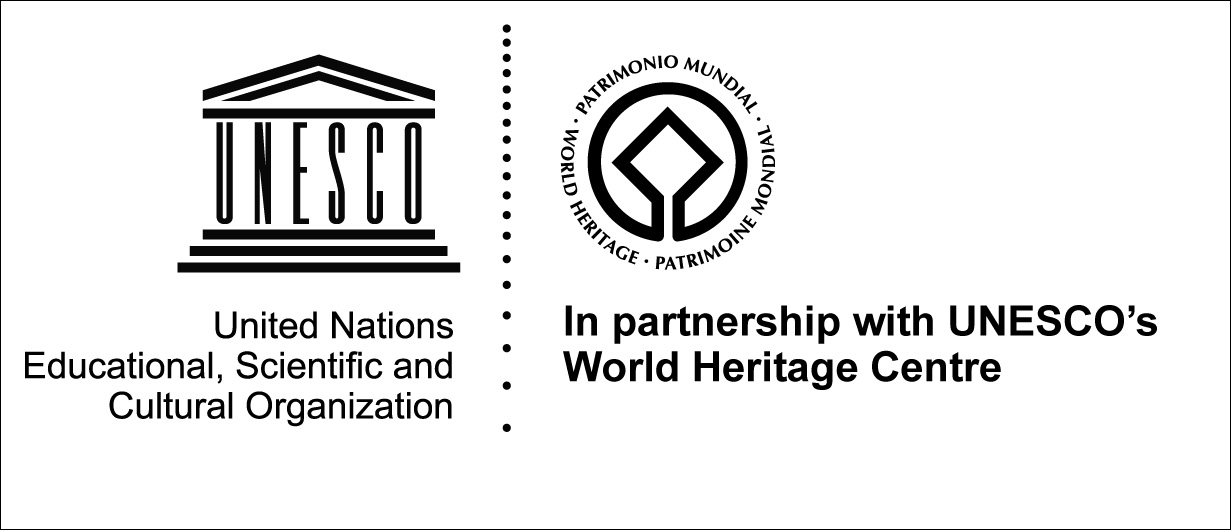 UNESCO
United Nations
Educational, Scientific and
Cultural Organization
WORLD HERITAGE · PATRIMONIO MUNDIAL · PATRIMOINE MONDIAL ·
In partnership with UNESCO’s
World Heritage Centre